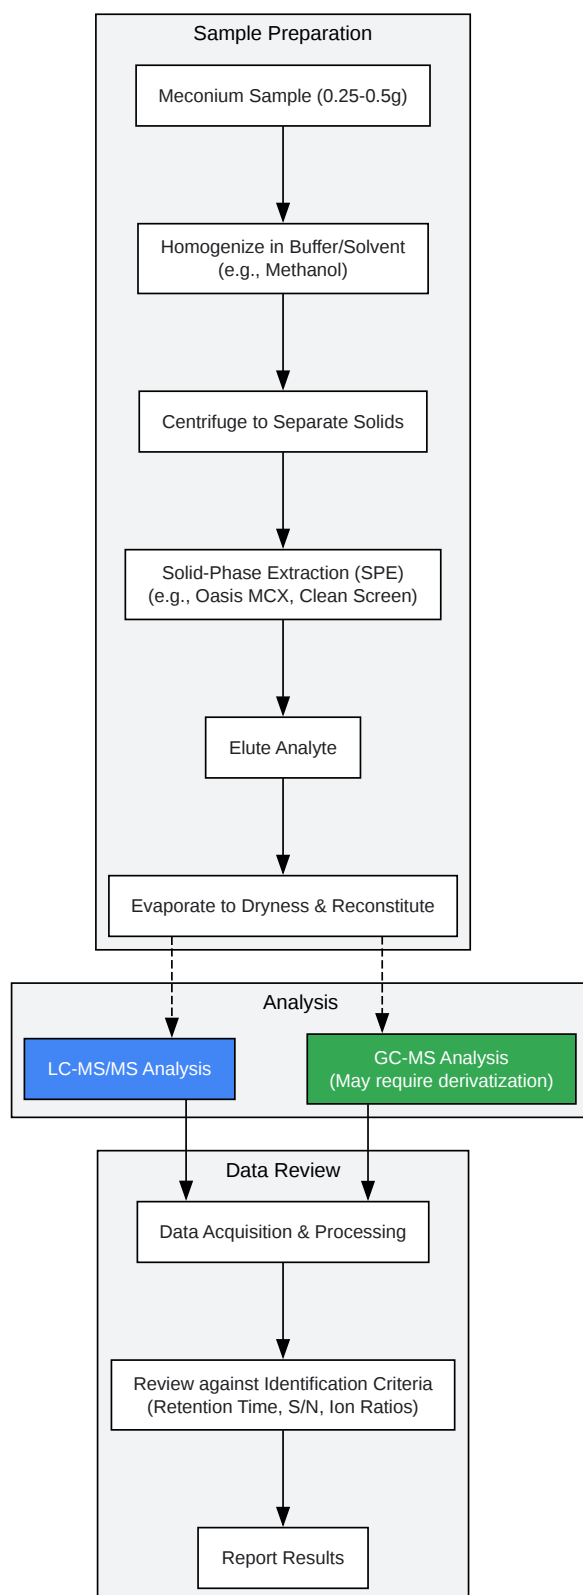 Sample Preparation
Meconium Sample (0.25-0.5g)
Homogenize in Buffer/Solvent
(e.g., Methanol)
Centrifuge to Separate Solids
Solid-Phase Extraction (SPE)
(e.g., Oasis MCX, Clean Screen)
Elute Analyte
Evaporate to Dryness & Reconstitute
Analysis
LC-MS/MS Analysis
GC-MS Analysis
(May require derivatization)
Data Review
Data Acquisition & Processing
Review against Identification Criteria
(Retention Time, S/N, Ion Ratios)
Report Results